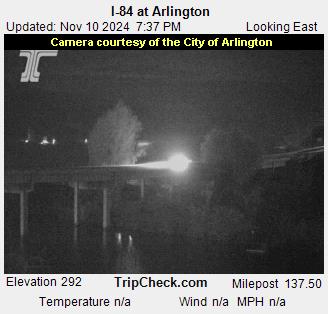 I-84 at Arlington
Updated: Nov 10 2024 7:37 PM Looking East
Camera courtesy of the City of Arlington
Elevation 292 TripCheck.com Milepost 137.50
Temperature n/a Wind n/a MPH n/a